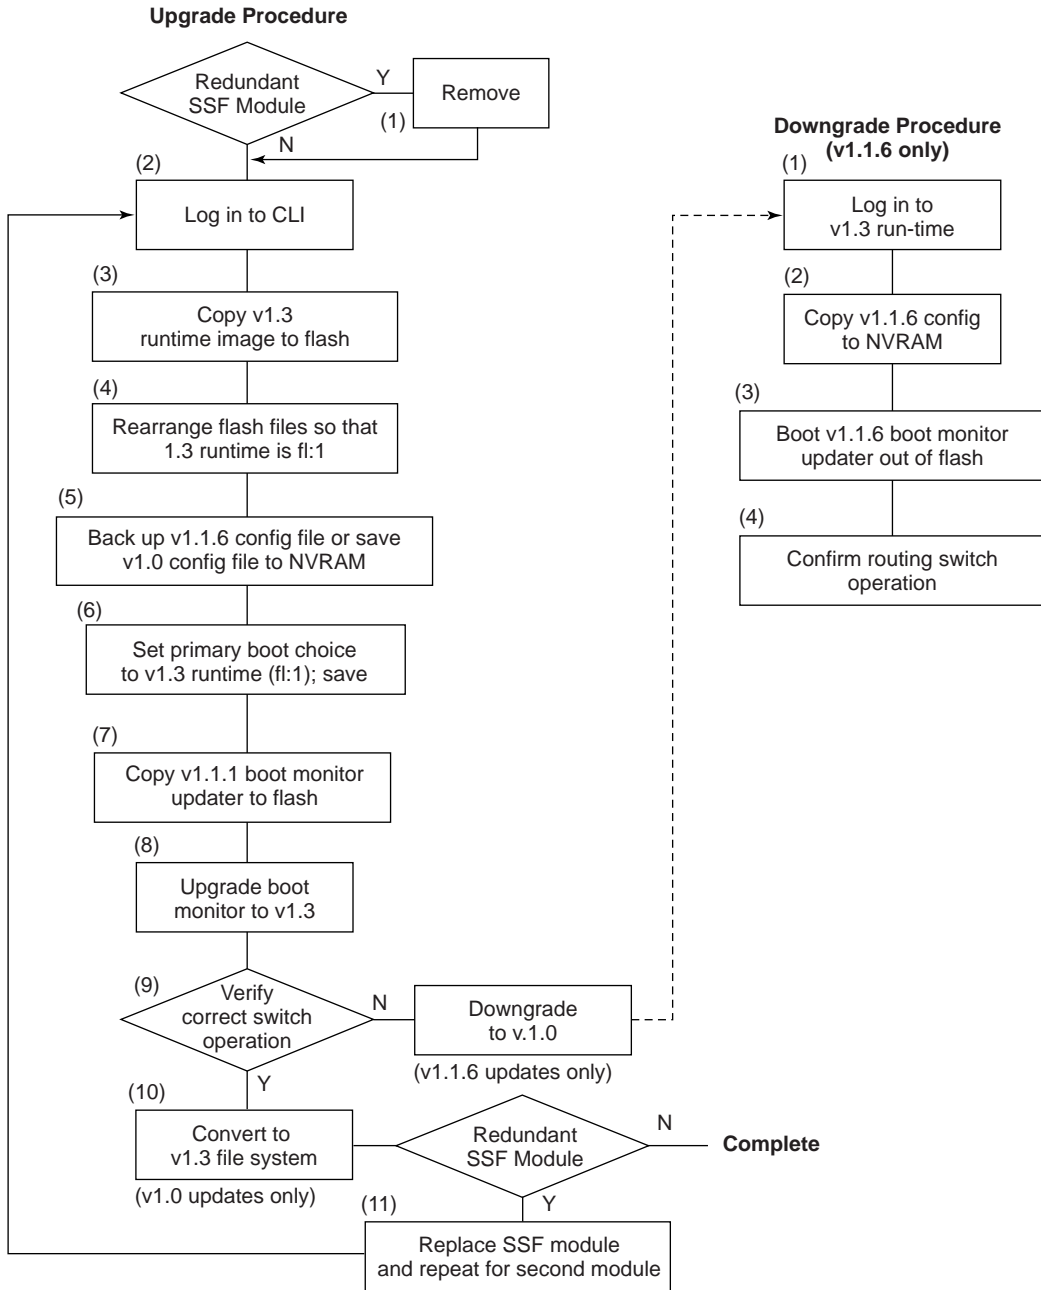 Upgrade Procedure
Redundant
SSF Module
Y
(1)
Remove
N
(2)
Log in to CLI
(3)
Copy v1.3
runtime image to flash
(4)
Rearrange flash files so that
1.3 runtime is fl:1
(5)
Back up v1.1.6 config file or save
v1.0 config file to NVRAM
(6)
Set primary boot choice
to v1.3 runtime (fl:1); save
(7)
Copy v1.1.1 boot monitor
updater to flash
(8)
Upgrade boot
monitor to v1.3
(9)
Verify
correct switch
operation
N
Downgrade
to v.1.0
(v1.1.6 updates only)
Y
(10)
Convert to
v1.3 file system
(v1.0 updates only)
Redundant
SSF Module
N
Complete
Y
(11)
Replace SSF module
and repeat for second module
Downgrade Procedure
(v1.1.6 only)
(1)
Log in to
v1.3 run-time
(2)
Copy v1.1.6 config
to NVRAM
(3)
Boot v1.1.6 boot monitor
updater out of flash
(4)
Confirm routing switch
operation